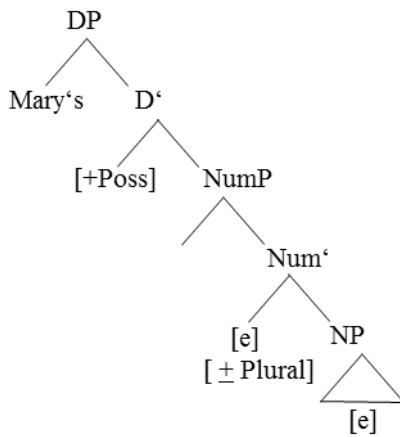 DP
Mary‘s D‘
[+Poss] NumP
Num‘
[e] NP
[ ± Plural]
[e]